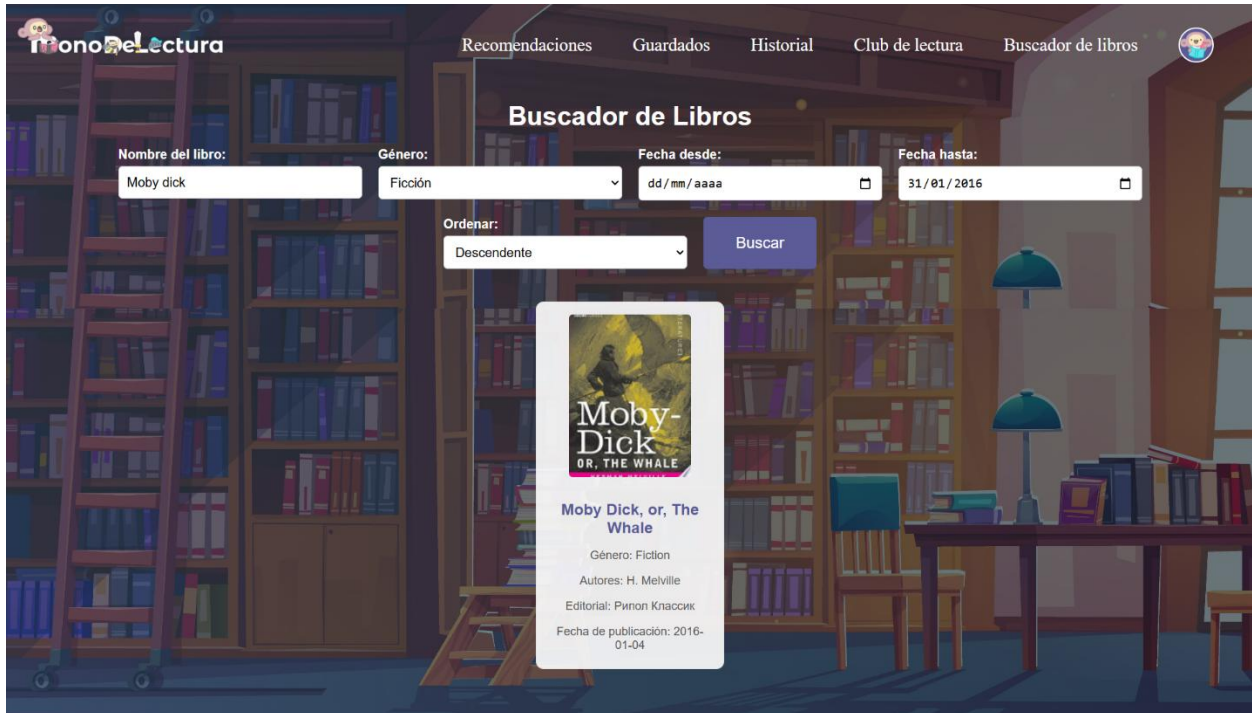 MonoDeLectura
Recomendaciones Guardados Historial Club de lectura Buscador de libros
Buscador de Libros
Nombre del libro: Género: Fecha desde: Fecha hasta:
Moby dick Ficción dd/mm/aaaa 31/01/2016
Ordenar:
Descendente Buscar
Moby-
Dick
OR, THE WHALE
HERMAN MELVILLE
Moby Dick, or, The
Whale
Género: Fiction
Autores: H. Melville
Editorial: Рипол Классик
Fecha de publicación: 2016-
01-04